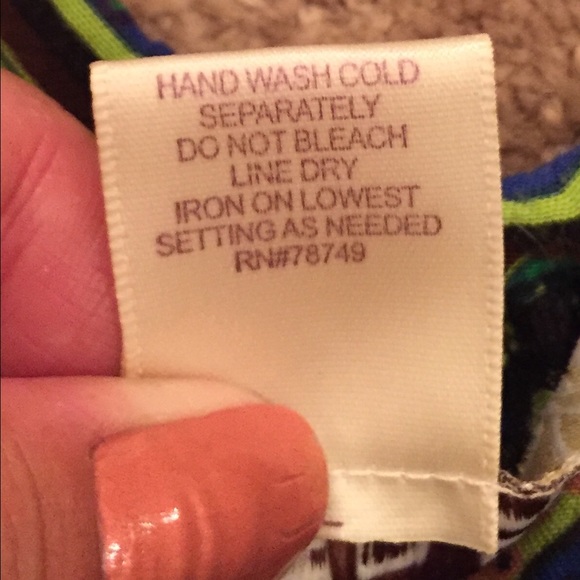 HAND WASH COLD
SEPARATELY
DO NOT BLEACH
LINE DRY
IRON ON LOWEST
SETTING AS NEEDED
RN#78749